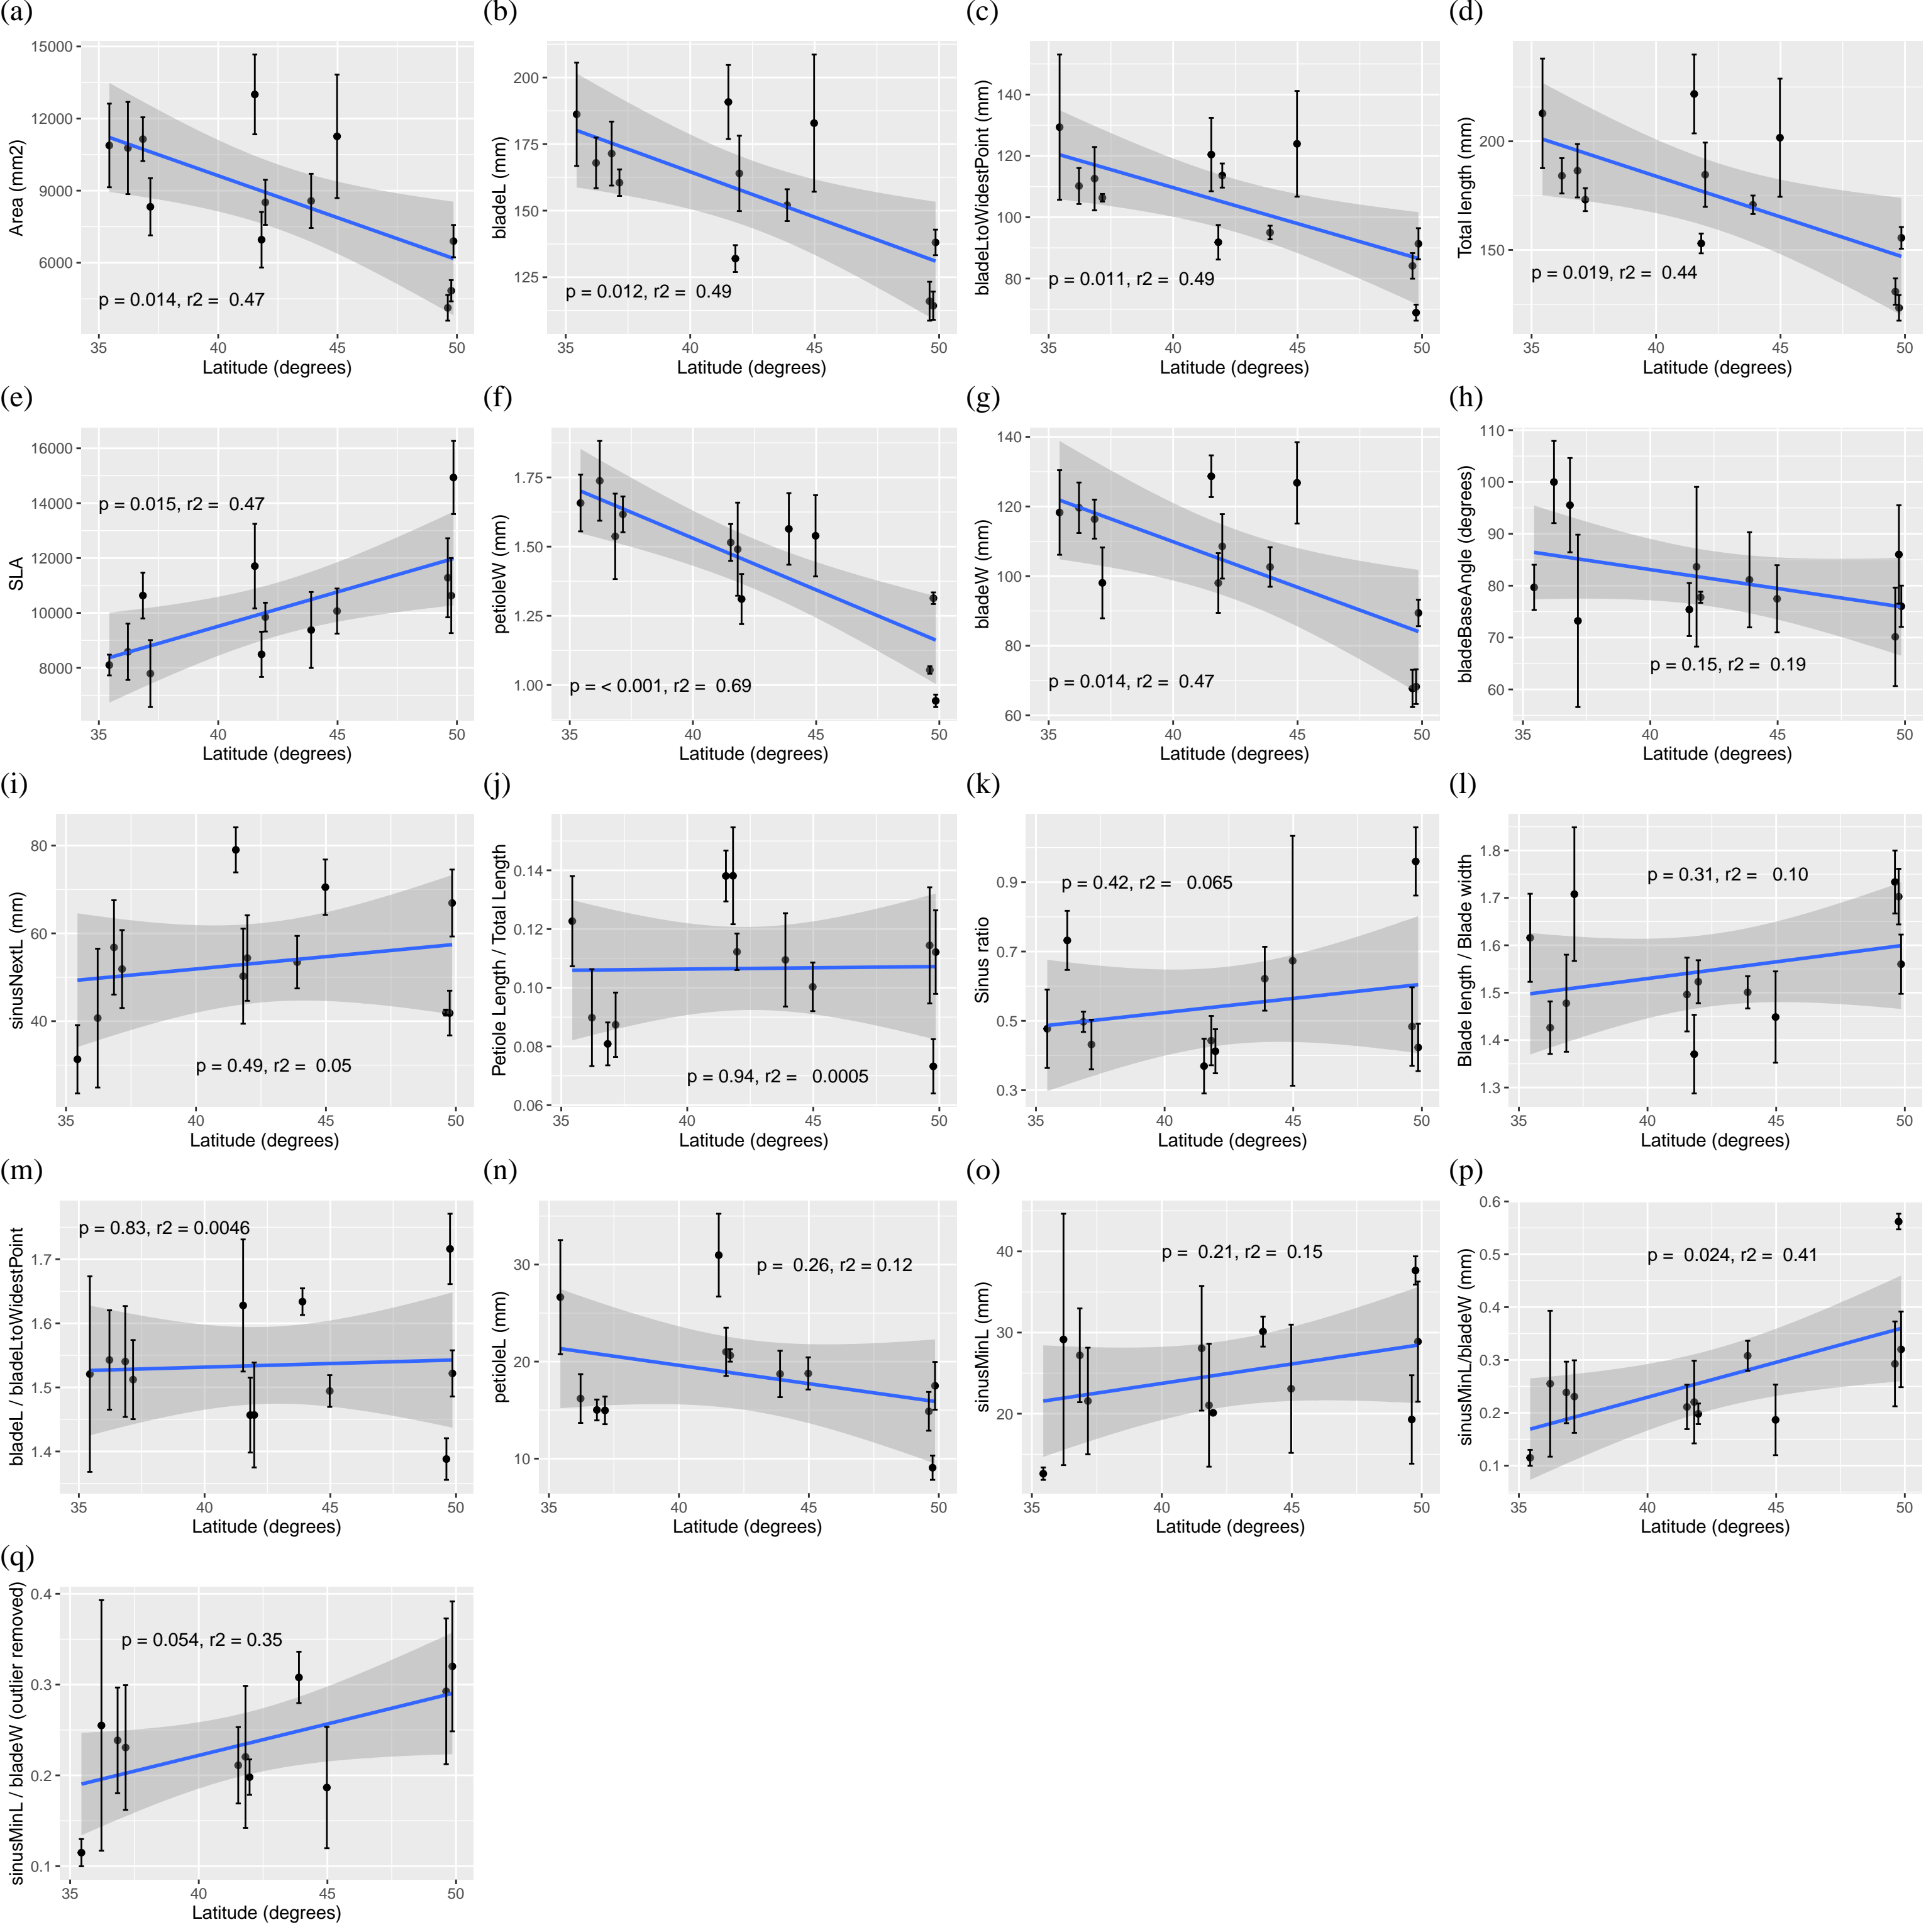 (a) (b) (c) (d)
Area (mm2)
15000
12000
9000
6000
p = 0.014, r2 = 0.47
35 40 45 50
Latitude (degrees)
bladeL (mm)
200
175
150
125
p = 0.012, r2 = 0.49
35 40 45 50
Latitude (degrees)
bladeLtoWidestPoint (mm)
140
120
100
80
p = 0.011, r2 = 0.49
35 40 45 50
Latitude (degrees)
Total length (mm)
200
150
p = 0.019, r2 = 0.44
35 40 45 50
Latitude (degrees)
(e) (f) (g) (h)
SLA
16000
14000
12000
10000
8000
p = 0.015, r2 = 0.47
35 40 45 50
Latitude (degrees)
petioleW (mm)
1.75
1.50
1.25
1.00
p = < 0.001, r2 = 0.69
35 40 45 50
Latitude (degrees)
bladeW (mm)
140
120
100
80
60
p = 0.014, r2 = 0.47
35 40 45 50
Latitude (degrees)
bladeBaseAngle (degrees)
110
100
90
80
70
60
p = 0.15, r2 = 0.19
35 40 45 50
Latitude (degrees)
(i) (j) (k) (l)
sinusNextL (mm)
80
60
40
p = 0.49, r2 = 0.05
35 40 45 50
Latitude (degrees)
Petiole Length / Total Length
0.14
0.12
0.10
0.08
0.06
p = 0.94, r2 = 0.0005
35 40 45 50
Latitude (degrees)
Sinus ratio
0.9
0.7
0.5
0.3
p = 0.42, r2 = 0.065
35 40 45 50
Latitude (degrees)
Blade length / Blade width
1.8
1.7
1.6
1.5
1.4
1.3
p = 0.31, r2 = 0.10
35 40 45 50
Latitude (degrees)
(m) (n) (o) (p)
bladeL / bladeLtoWidestPoint
1.7
1.6
1.5
1.4
p = 0.83, r2 = 0.0046
35 40 45 50
Latitude (degrees)
petioleL (mm)
30
20
10
p = 0.26, r2 = 0.12
35 40 45 50
Latitude (degrees)
sinusMinL (mm)
40
30
20
p = 0.21, r2 = 0.15
35 40 45 50
Latitude (degrees)
sinusMinL/bladeW (mm)
0.6
0.5
0.4
0.3
0.2
0.1
p = 0.024, r2 = 0.41
35 40 45 50
Latitude (degrees)
(q)
sinusMinL / bladeW (outlier removed)
0.4
0.3
0.2
0.1
p = 0.054, r2 = 0.35
35 40 45 50
Latitude (degrees)